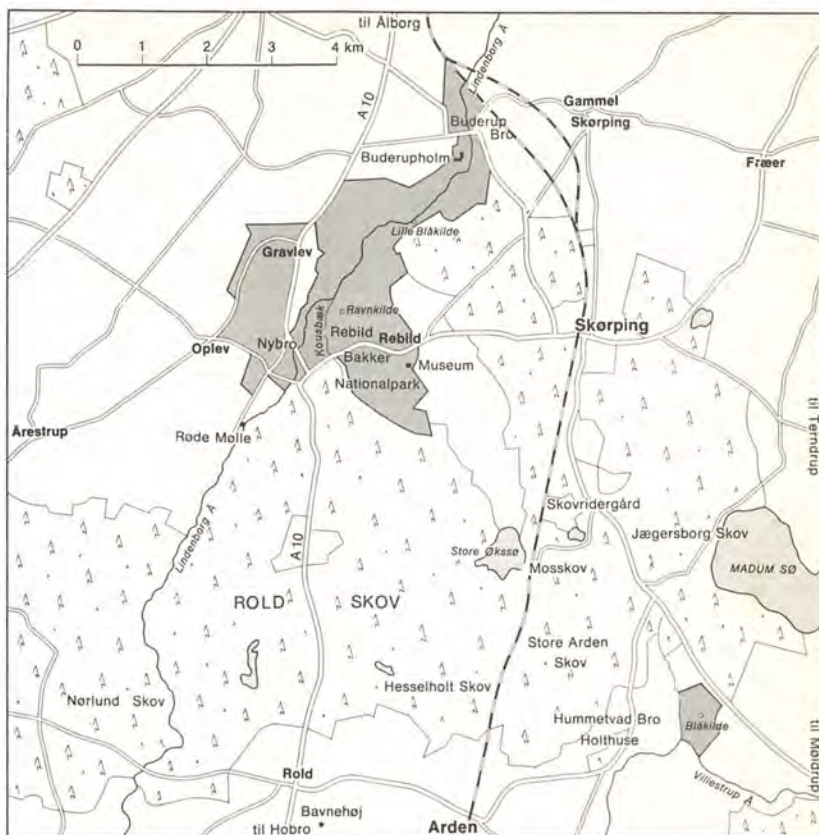 til Ålborg
0 1 2 3 4 km
Lindenborg Å
A 10
Gammel
Skørping
Buderup
Bro
Buderupholm
Fræer
Lille Blåkilde
Gravlev
Ravnkilde
Kousbæk
Skørping
Nybro
Rebild
Rebild
Oplev
Bakker
Museum
Nationalpark
til Terndrup
Årestrup
Røde Mølle
Skovridergård
Lindenborg Å
A 10
Store Økssø
Jægersborg Skov
Mosskov
MADUM SØ
ROLD SKOV
Store Arden
Skov
Nørlund Skov
Hesselholt Skov
Hummetvad Bro
Blåkilde
Holthuse
til Møldrup
Rold
Villestrup Å
Bavnehøj
til Hobro
Arden